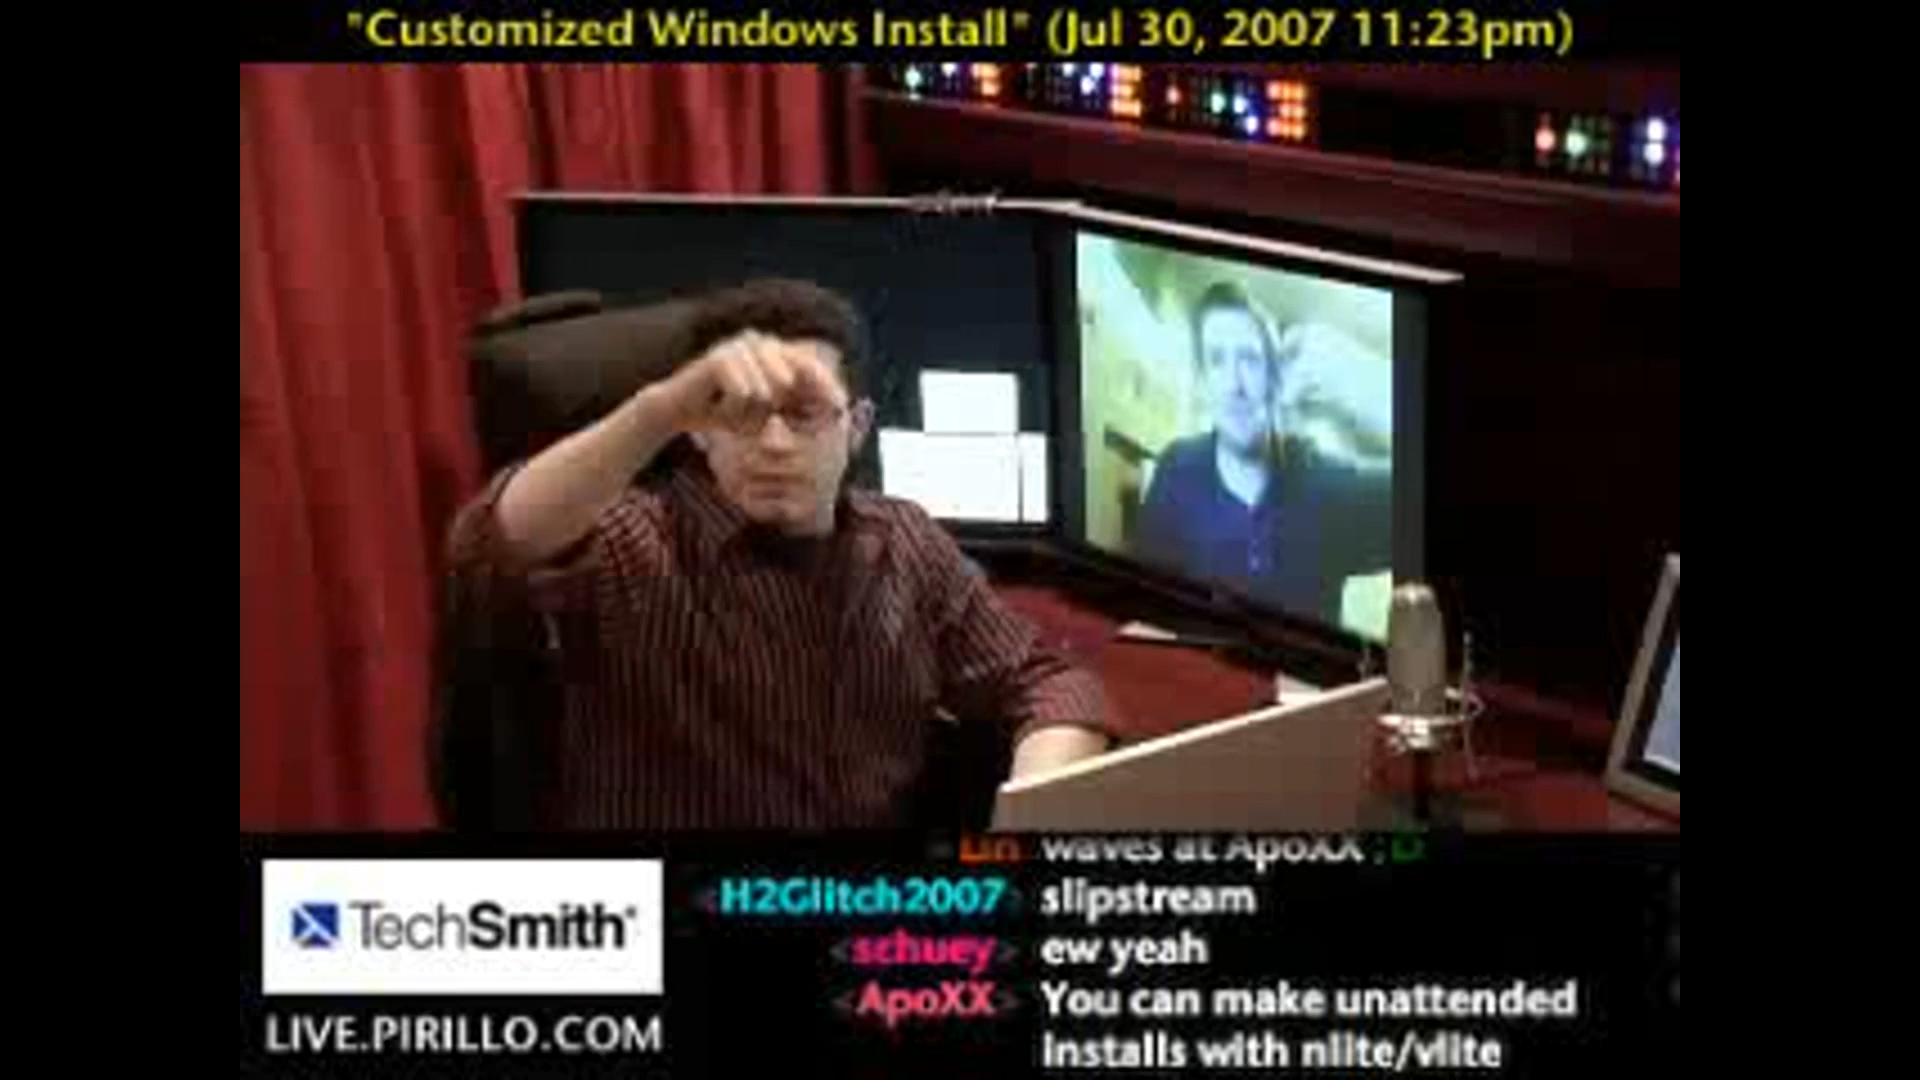 "Customized Windows Install" (Jul 30, 2007 11:23pm)
Lin waves at ApoXX ;D
<H2Glitch2007> slipstream
<schuey> ew yeah
<ApoXX> You can make unattended
installs with nlite/vlite
TechSmith
LIVE.PIRILLO.COM